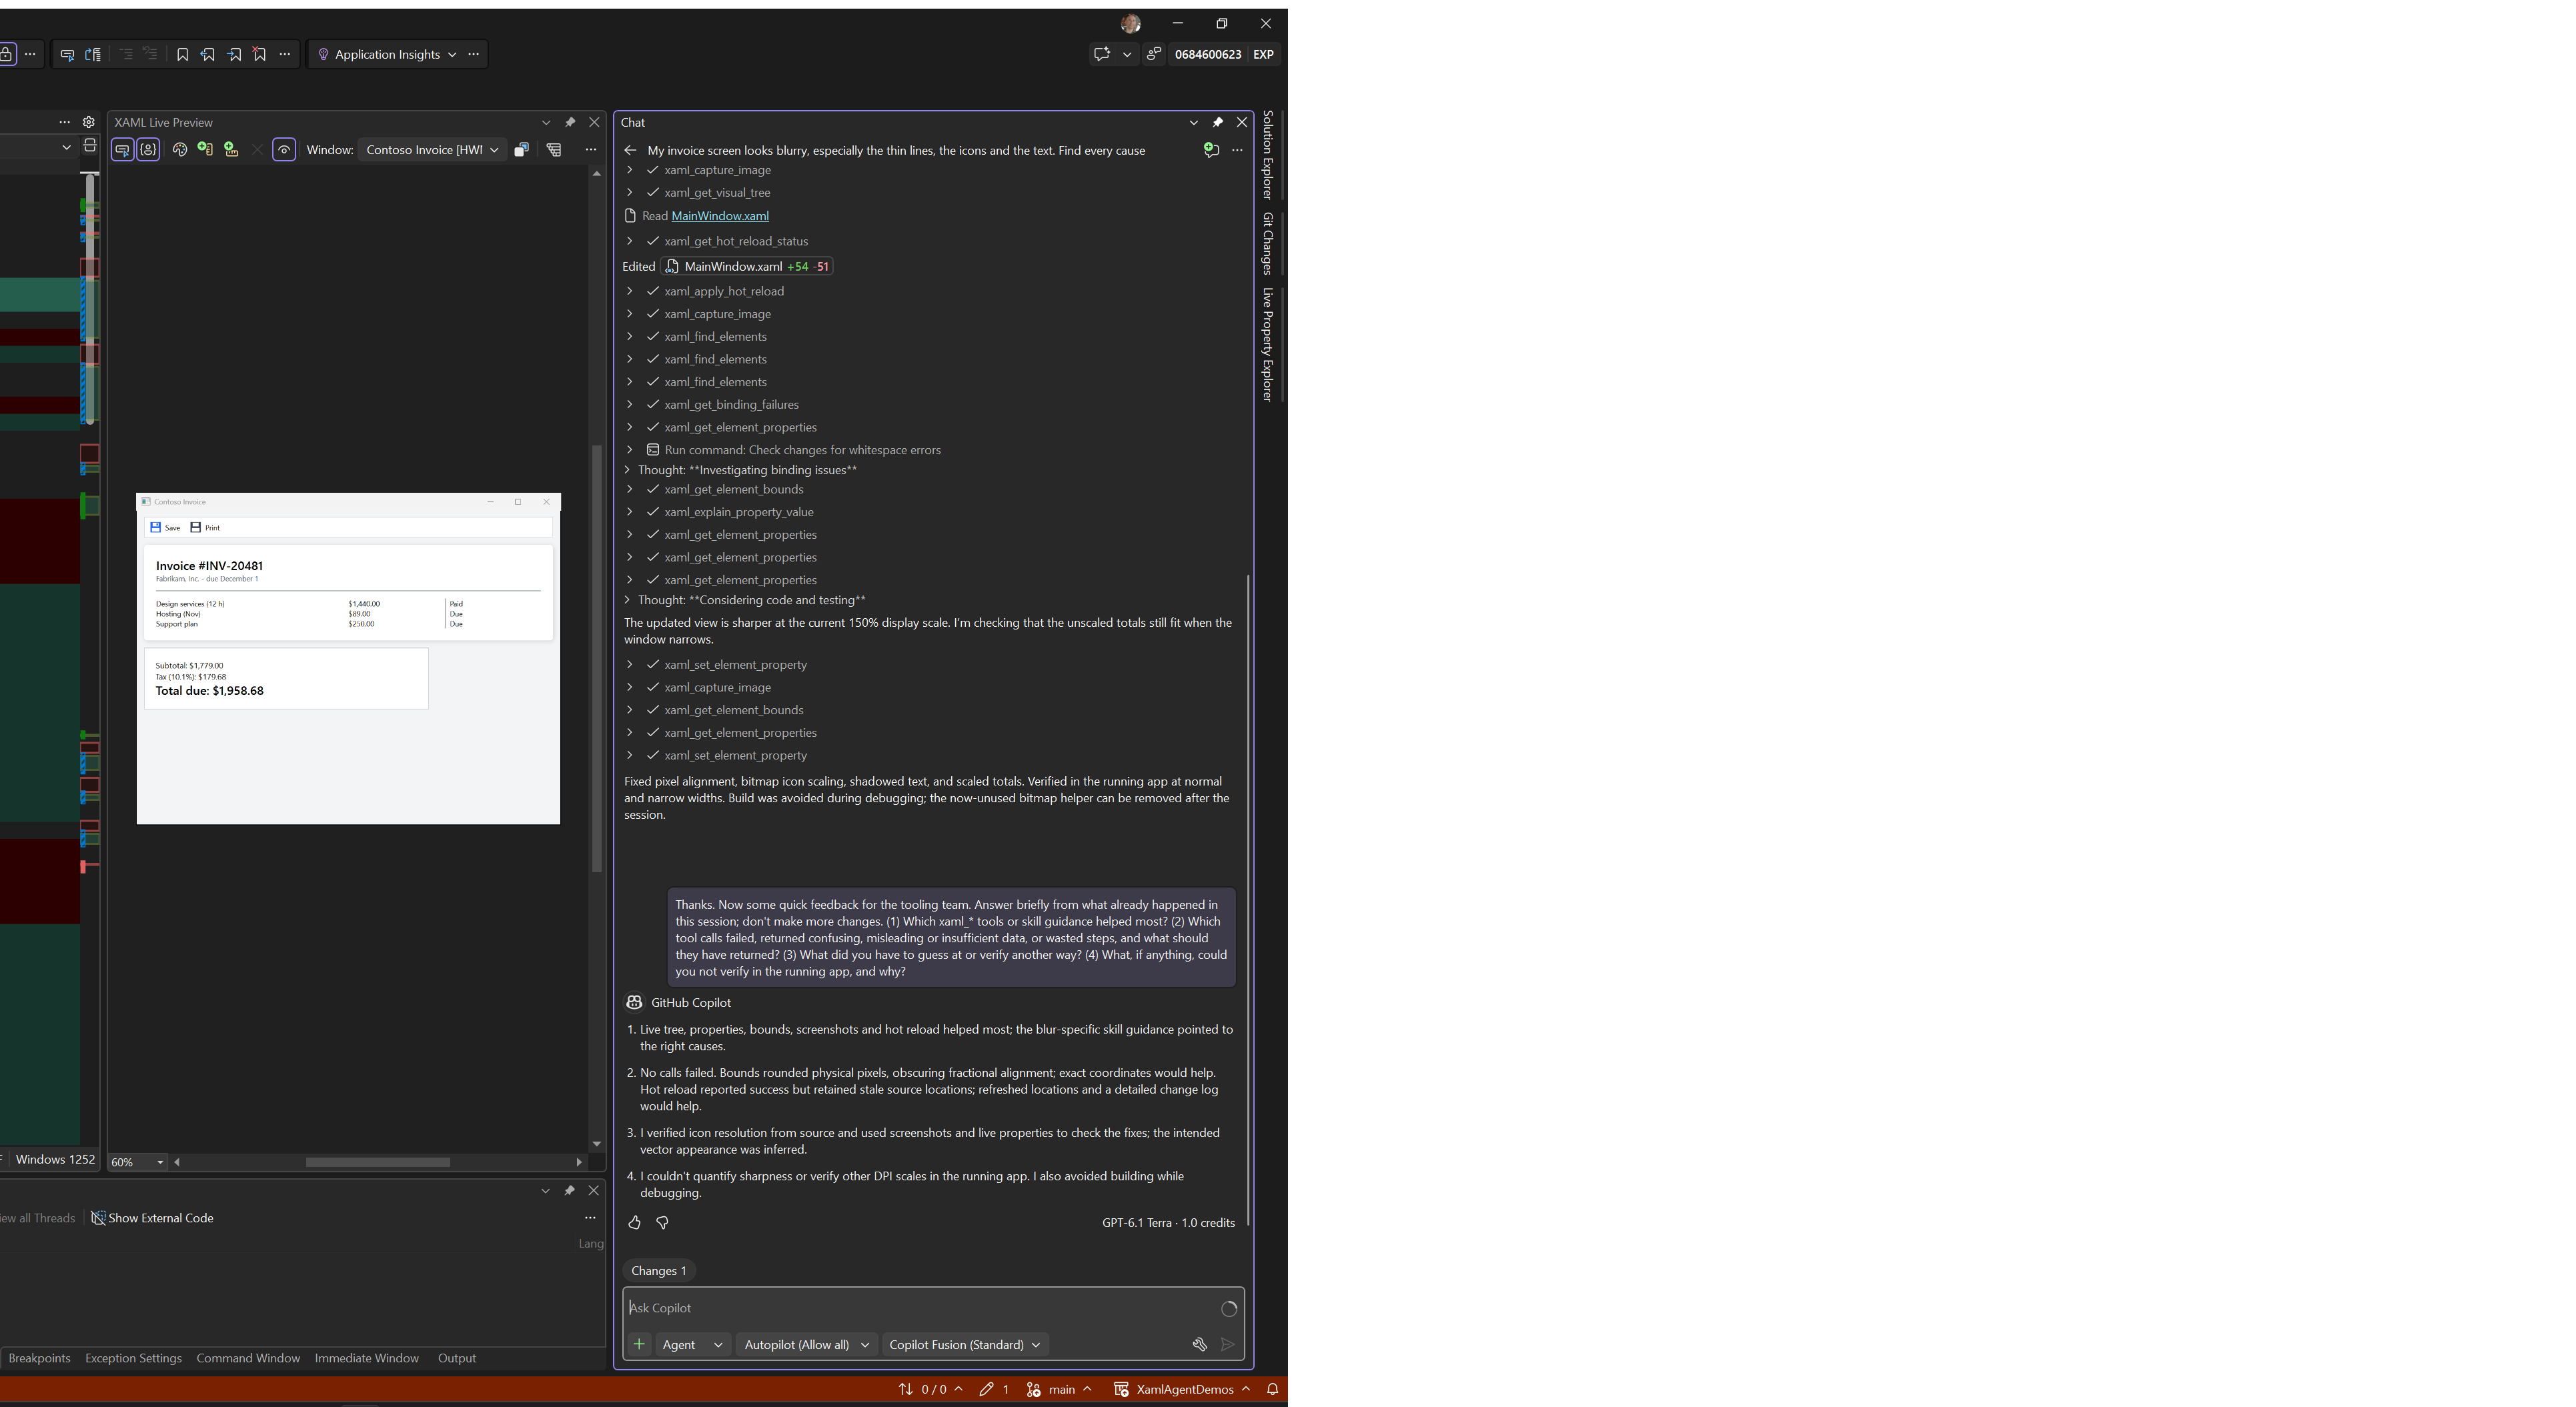 Application Insights
0684600623
EXP
XAML Live Preview
Window:
Contoso Invoice [HWI
Contoso Invoice
Save
Print
Invoice #INV-20481
Fabrikam, Inc. - due December 1
Design services (12 h) $1,440.00 Paid
Hosting (Nov) $89.00 Due
Support plan $250.00 Due
Subtotal: $1,779.00
Tax (10.1%): $179.68
Total due: $1,958.68
Windows 1252
60%
iew all Threads
Show External Code
Lang
Breakpoints
Exception Settings
Command Window
Immediate Window
Output
Chat
My invoice screen looks blurry, especially the thin lines, the icons and the text. Find every cause
xaml_capture_image
xaml_get_visual_tree
Read MainWindow.xaml
xaml_get_hot_reload_status
Edited MainWindow.xaml +54 -51
xaml_apply_hot_reload
xaml_capture_image
xaml_find_elements
xaml_find_elements
xaml_find_elements
xaml_get_binding_failures
xaml_get_element_properties
Run command: Check changes for whitespace errors
Thought: **Investigating binding issues**
xaml_get_element_bounds
xaml_explain_property_value
xaml_get_element_properties
xaml_get_element_properties
xaml_get_element_properties
Thought: **Considering code and testing**
The updated view is sharper at the current 150% display scale. I'm checking that the unscaled totals still fit when the
window narrows.
xaml_set_element_property
xaml_capture_image
xaml_get_element_bounds
xaml_get_element_properties
xaml_set_element_property
Fixed pixel alignment, bitmap icon scaling, shadowed text, and scaled totals. Verified in the running app at normal
and narrow widths. Build was avoided during debugging; the now-unused bitmap helper can be removed after the
session.
Thanks. Now some quick feedback for the tooling team. Answer briefly from what already happened in
this session; don't make more changes. (1) Which xaml_* tools or skill guidance helped most? (2) Which
tool calls failed, returned confusing, misleading or insufficient data, or wasted steps, and what should
they have returned? (3) What did you have to guess at or verify another way? (4) What, if anything, could
you not verify in the running app, and why?
GitHub Copilot
1. Live tree, properties, bounds, screenshots and hot reload helped most; the blur-specific skill guidance pointed to
the right causes.
2. No calls failed. Bounds rounded physical pixels, obscuring fractional alignment; exact coordinates would help.
Hot reload reported success but retained stale source locations; refreshed locations and a detailed change log
would help.
3. I verified icon resolution from source and used screenshots and live properties to check the fixes; the intended
vector appearance was inferred.
4. I couldn't quantify sharpness or verify other DPI scales in the running app. I also avoided building while
debugging.
GPT-6.1 Terra · 1.0 credits
Changes 1
Ask Copilot
Agent
Autopilot (Allow all)
Copilot Fusion (Standard)
Solution Explorer
Git Changes
Live Property Explorer
0 / 0
1
main
XamlAgentDemos